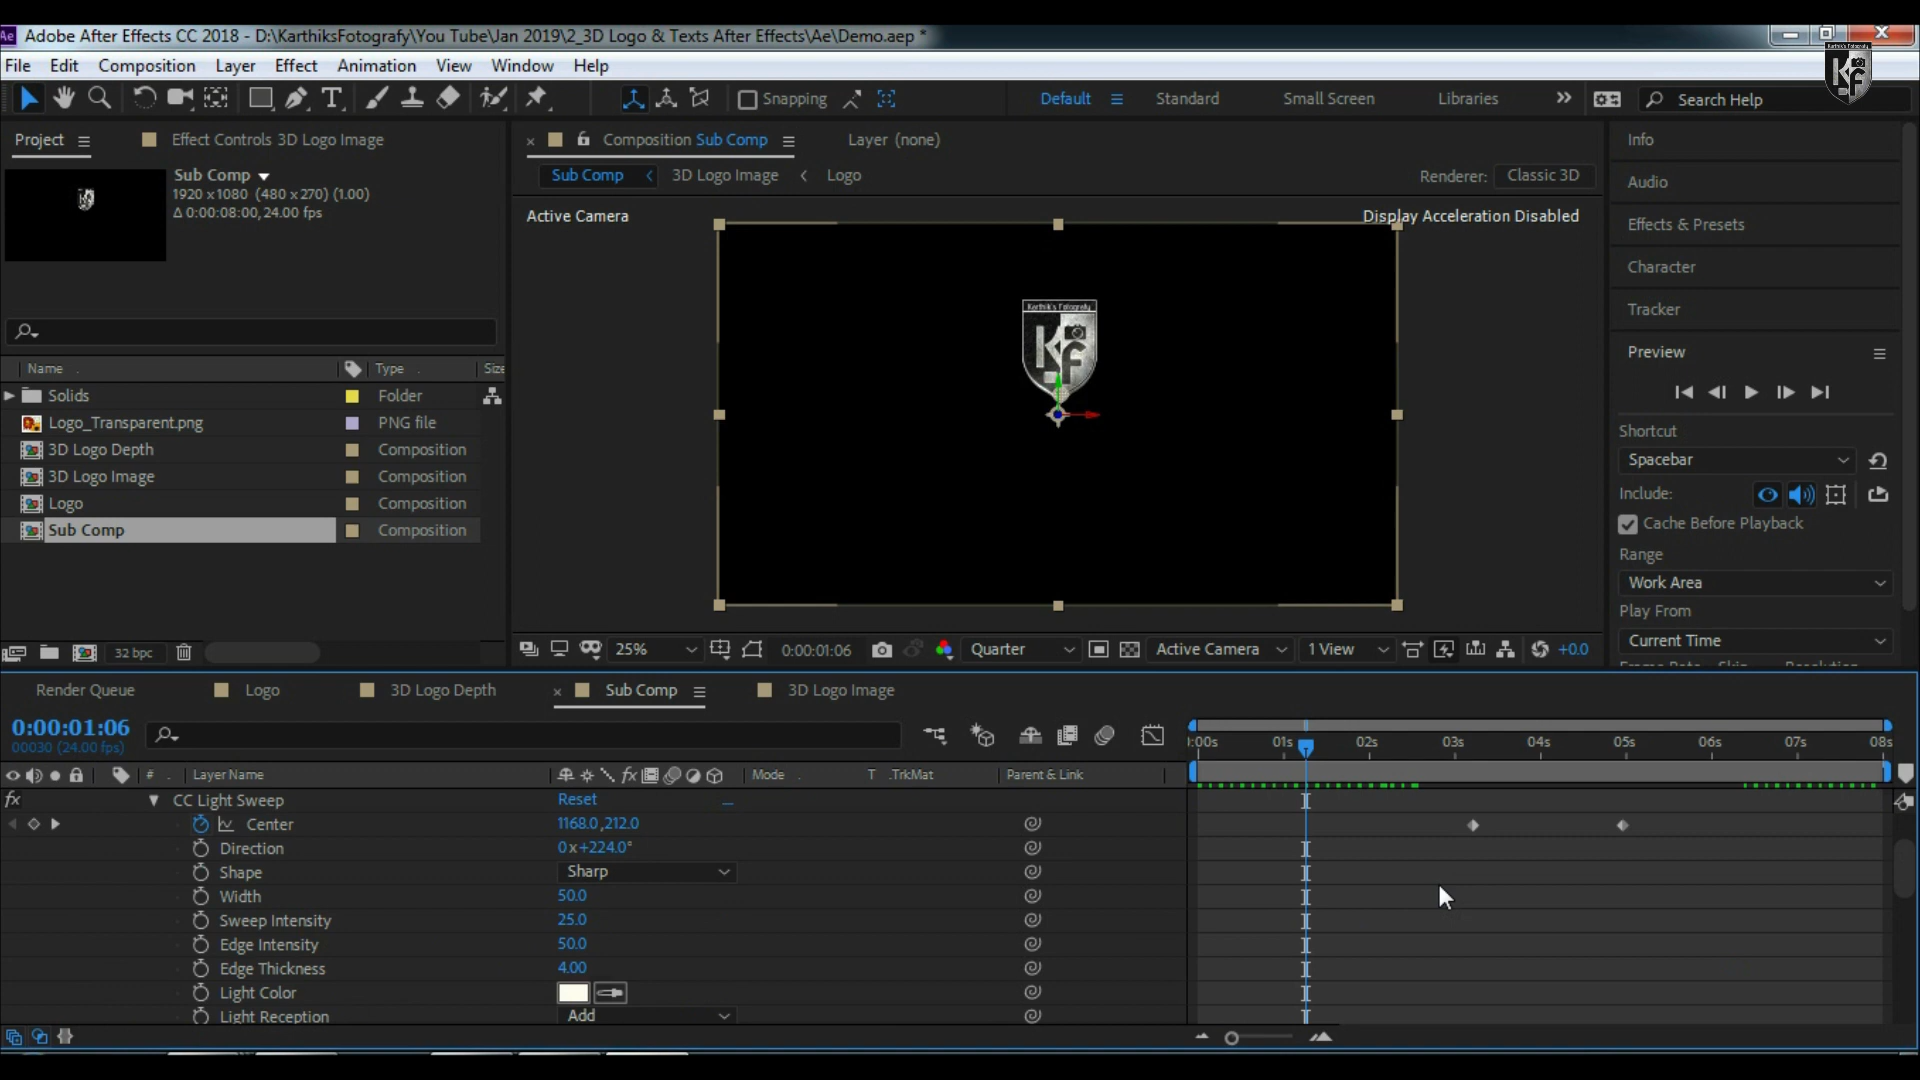 Adobe After Effects CC 2018 - D:\KarthiksFotografy\You Tube\Jan 2019\2_3D Logo & Texts After Effects\Ae\Demo.aep *
File Edit Composition Layer Effect Animation View Window Help
Snapping Default Standard Small Screen Libraries Search Help
Project Effect Controls 3D Logo Image Composition Sub Comp Layer (none) Info
Sub Comp
1920 x 1080 (480 x 270) (1.00)
Δ 0:00:08:00, 24.00 fps
Sub Comp 3D Logo Image Logo Renderer: Classic 3D
Audio
Active Camera Display Acceleration Disabled
Effects & Presets
Character
Karthik's Fotografy
KF
Tracker
Preview
Name Type Size
Solids Folder
Logo_Transparent.png PNG file
3D Logo Depth Composition
3D Logo Image Composition
Logo Composition
Sub Comp Composition
Shortcut
Spacebar
Include:
Cache Before Playback
Range
Work Area
Play From
Current Time
32 bpc 25% 0:00:01:06 Quarter Active Camera 1 View +0.0
Render Queue Logo 3D Logo Depth Sub Comp 3D Logo Image
0:00:01:06
00030 (24.00 fps)
:00s 01s 02s 03s 04s 05s 06s 07s 08s
# Layer Name fx Mode T .TrkMat Parent & Link
fx CC Light Sweep Reset
Center 1168.0,212.0
Direction 0x+224.0°
Shape Sharp
Width 50.0
Sweep Intensity 25.0
Edge Intensity 50.0
Edge Thickness 4.00
Light Color
Light Reception Add